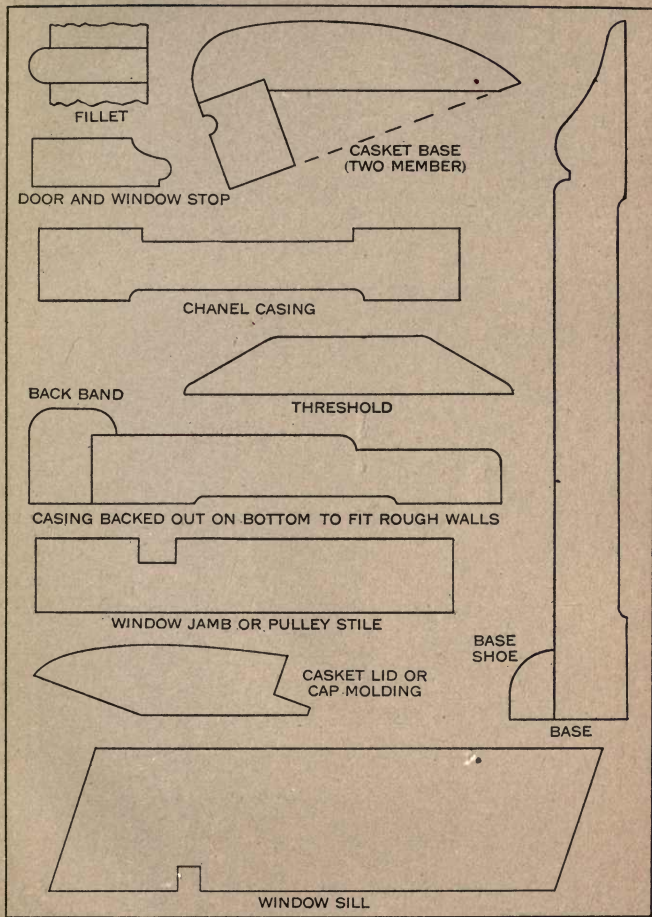 FILLET
CASKET BASE
(TWO MEMBER)
DOOR AND WINDOW STOP
CHANEL CASING
BACK BAND
THRESHOLD
CASING BACKED OUT ON BOTTOM TO FIT ROUGH WALLS
WINDOW JAMB OR PULLEY STILE
BASE
SHOE
CASKET LID OR
CAP MOLDING
BASE
WINDOW SILL